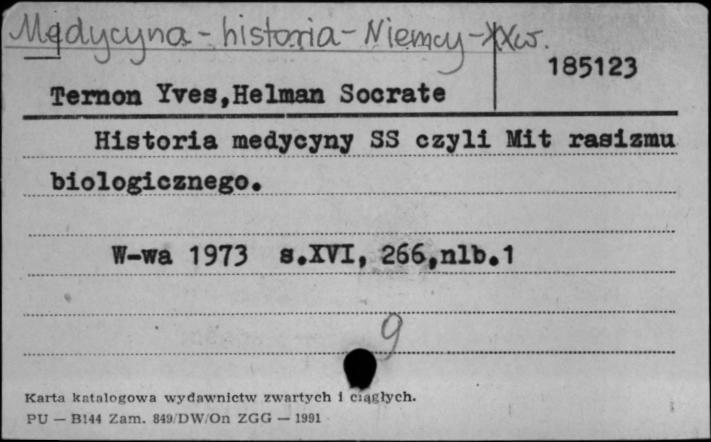 Medycyna - historia - Niemcy - XXw.
185123
Ternon Yves,Helman Socrate
Historia medycyny SS czyli Mit rasizmu
biologicznego.
W-wa 1973 s.XVI, 266,nlb.1
9
Karta katalogowa wydawnictw zwartych i ciągłych.
PU — B144 Zam. 849/DW/On ZGG — 1991